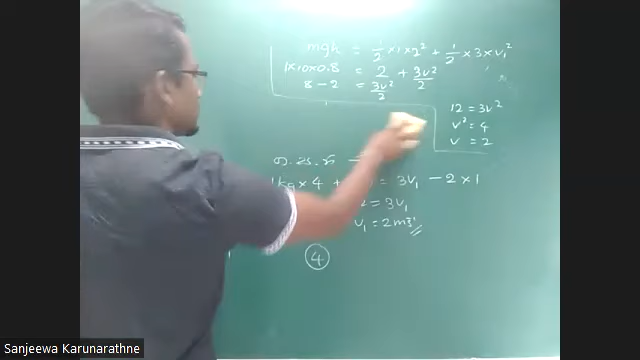 mgh = 1/2 × 1 × 2² + 1/2 × 3 × v₁²
1×10×0.8 = 2 + 3v²/2
8 - 2 = 3v²/2
12 = 3v²
v² = 4
v = 2
1kg × 4 + = 3v₁ - 2 × 1
= 3v₁
v₁ = 2ms⁻¹
4
Sanjeewa Karunarathne